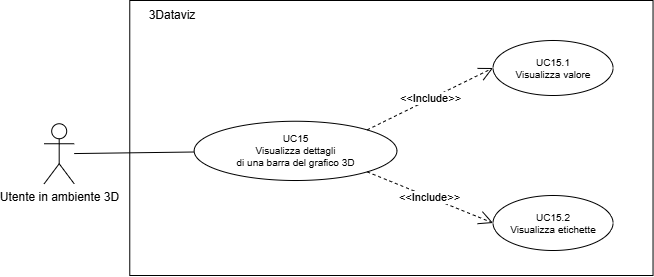 3Dataviz
UC15.1
Visualizza valore
<<Include>>
UC15
Visualizza dettagli
di una barra del grafico 3D
Utente in ambiente 3D
<<Include>>
UC15.2
Visualizza etichette